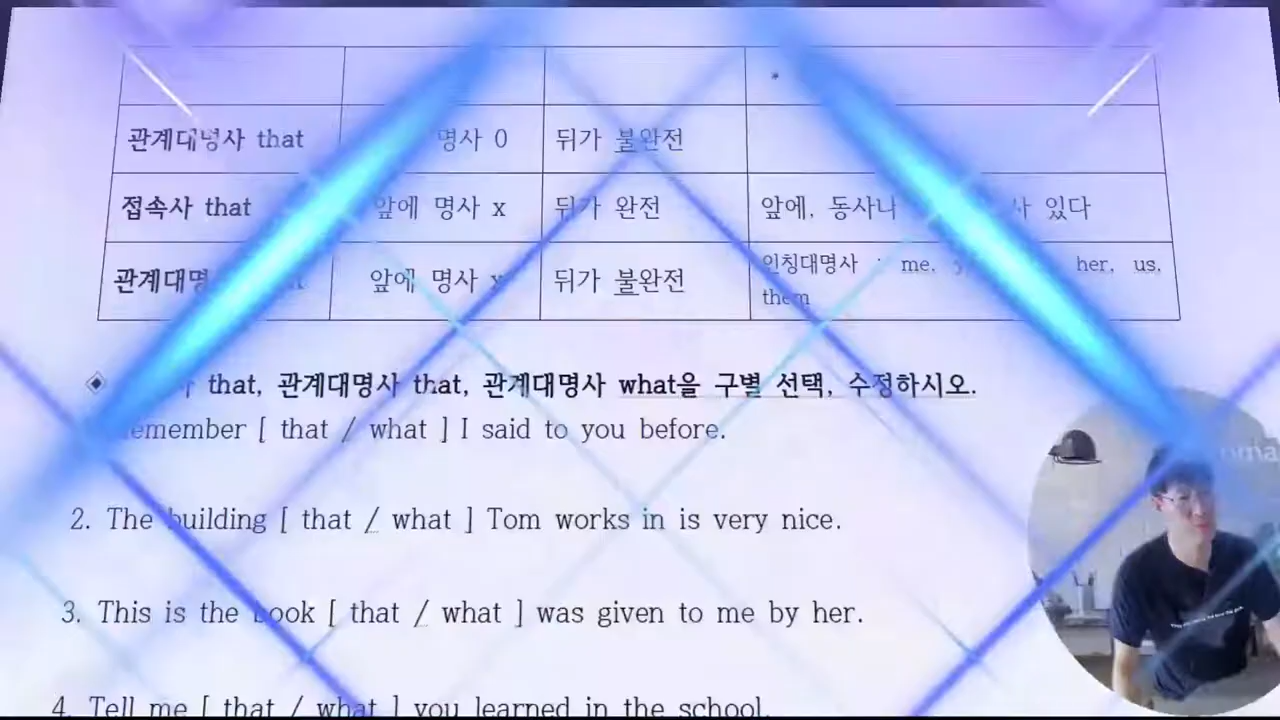 *
관계대명사 that 명사 0 뒤가 불완전
접속사 that 앞에 명사 x 뒤가 완전 앞에, 동사나 있다
앞에 명사 x 뒤가 불완전 인칭대명사 me, her, us,
them
that, 관계대명사 that, 관계대명사 what을 구별 선택, 수정하시오.
remember [ that / what ] I said to you before.
2. The building [ that / what ] Tom works in is very nice.
3. This is the book [ that / what ] was given to me by her.
4. Tell me [ that / what ] you learned in the school.